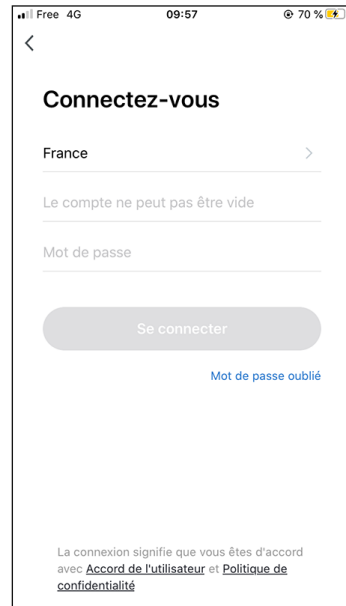 Free 4G 09:57 70 %
Connectez-vous
France
Le compte ne peut pas être vide
Mot de passe
Se connecter
Mot de passe oublié
La connexion signifie que vous êtes d'accord
avec Accord de l'utilisateur et Politique de
confidentialité